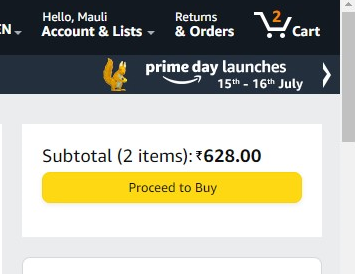 Hello, Mauli
Account & Lists
Returns
& Orders
2
Cart
prime day launches
15th - 16th July
Subtotal (2 items): ₹628.00
Proceed to Buy